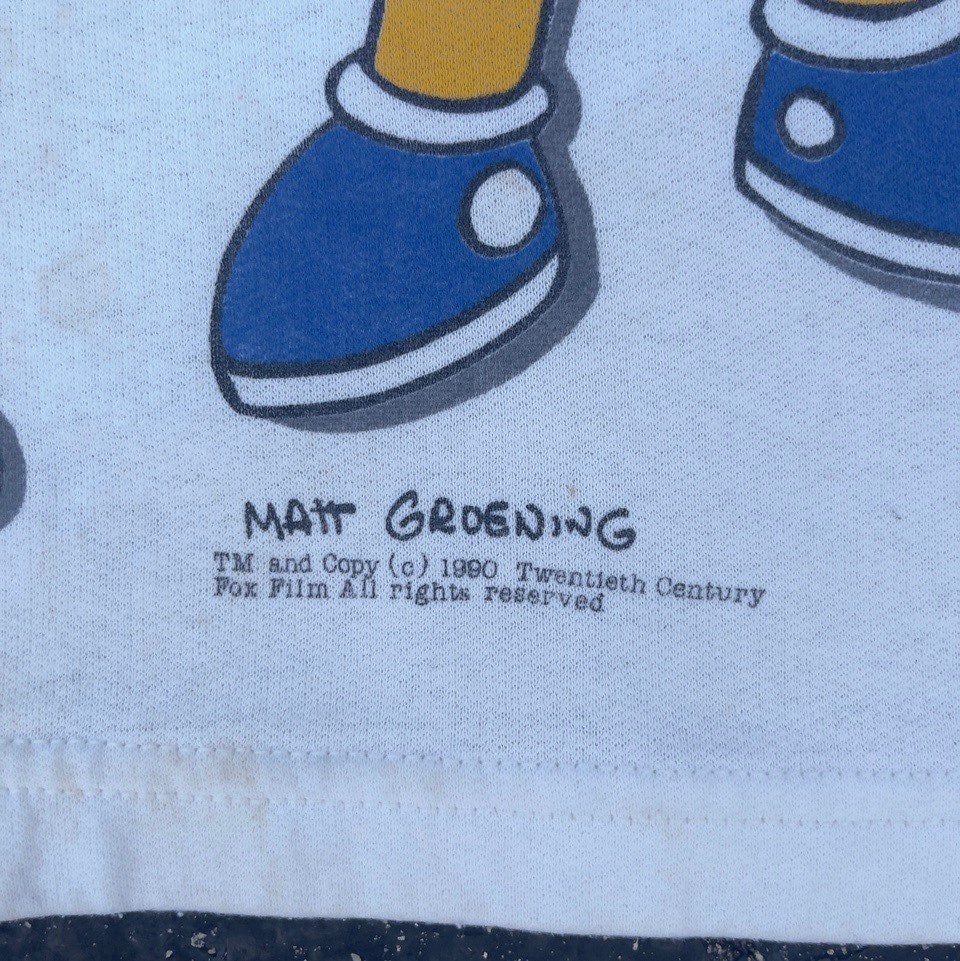 MATT GROENING
TM and Copy (c) 1990 Twentieth Century
Fox Film All rights reserved